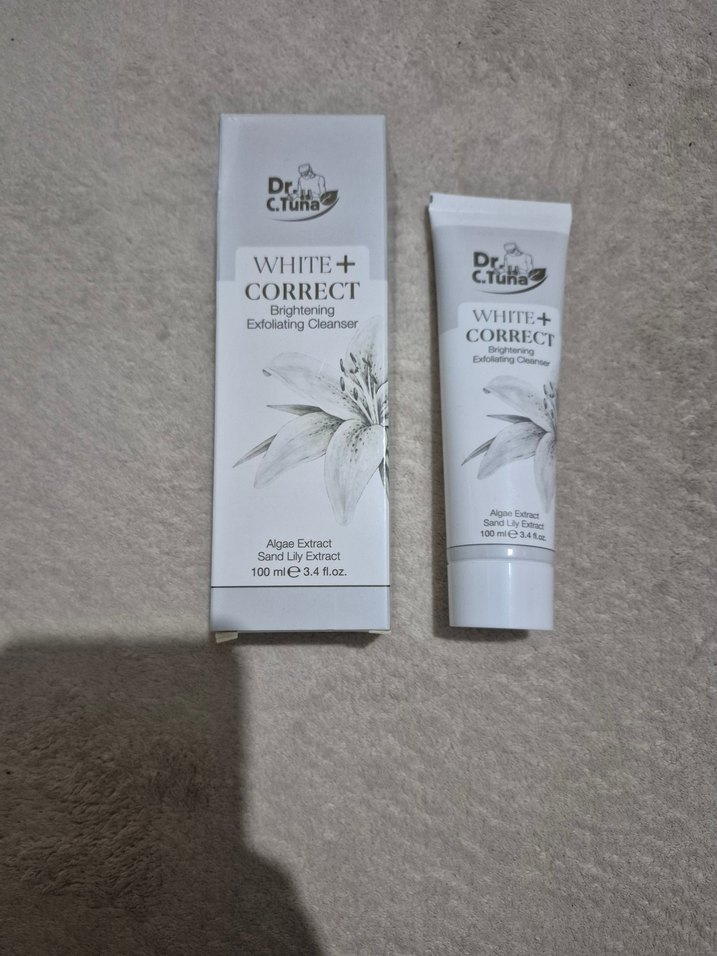 Dr.
C.Tuna
WHITE +
CORRECT
Brightening
Exfoliating Cleanser
Algae Extract
Sand Lily Extract
100 ml ℮ 3.4 fl.oz.
Dr.
C.Tuna
WHITE +
CORRECT
Brightening
Exfoliating Cleanser
Algae Extract
Sand Lily Extract
100 ml ℮ 3.4 fl.oz.